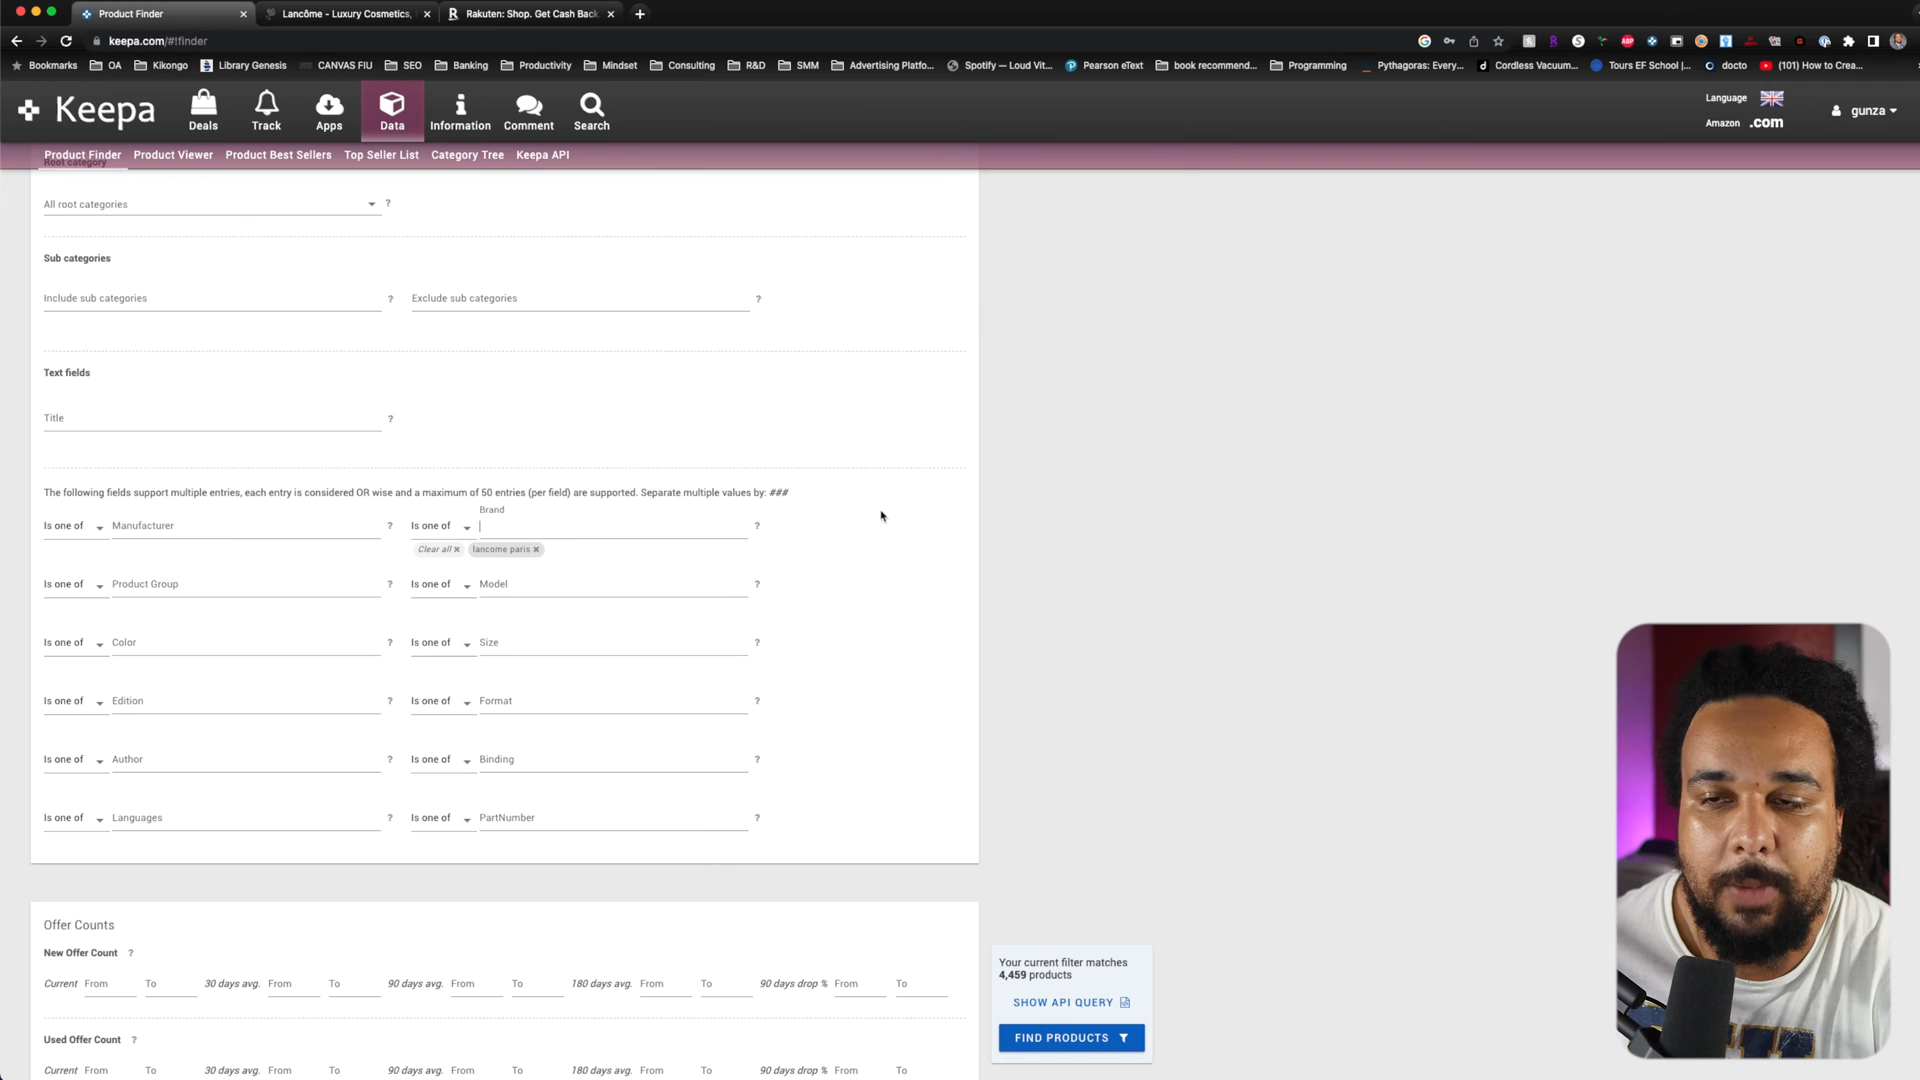 Product Finder
Lancôme - Luxury Cosmetics,
R Rakuten: Shop. Get Cash Back.
keepa.com/#!finder
Bookmarks OA Kikongo Library Genesis CANVAS FIU SEO Banking Productivity Mindset Consulting R&D SMM Advertising Platfo... Spotify — Loud Vit... Pearson eText book recommend... Programming Pythagoras: Every... Cordless Vacuum... Tours EF School |... docto (101) How to Crea...
Keepa
Deals Track Apps Data Information Comment Search
Language
Amazon .com
gunza
Product Finder Product Viewer Product Best Sellers Top Seller List Category Tree Keepa API
Root category
All root categories ?
Sub categories
Include sub categories ? Exclude sub categories ?
Text fields
Title ?
The following fields support multiple entries, each entry is considered OR wise and a maximum of 50 entries (per field) are supported. Separate multiple values by: ###
Brand
Is one of Manufacturer ? Is one of ?
Clear all × lancome paris ×
Is one of Product Group ? Is one of Model ?
Is one of Color ? Is one of Size ?
Is one of Edition ? Is one of Format ?
Is one of Author ? Is one of Binding ?
Is one of Languages ? Is one of PartNumber ?
Offer Counts
New Offer Count ?
Current From To 30 days avg. From To 90 days avg. From To 180 days avg. From To 90 days drop % From To
Used Offer Count ?
Current From To 30 days avg. From To 90 days avg. From To 180 days avg. From To 90 days drop % From To
Your current filter matches
4,459 products
SHOW API QUERY
FIND PRODUCTS